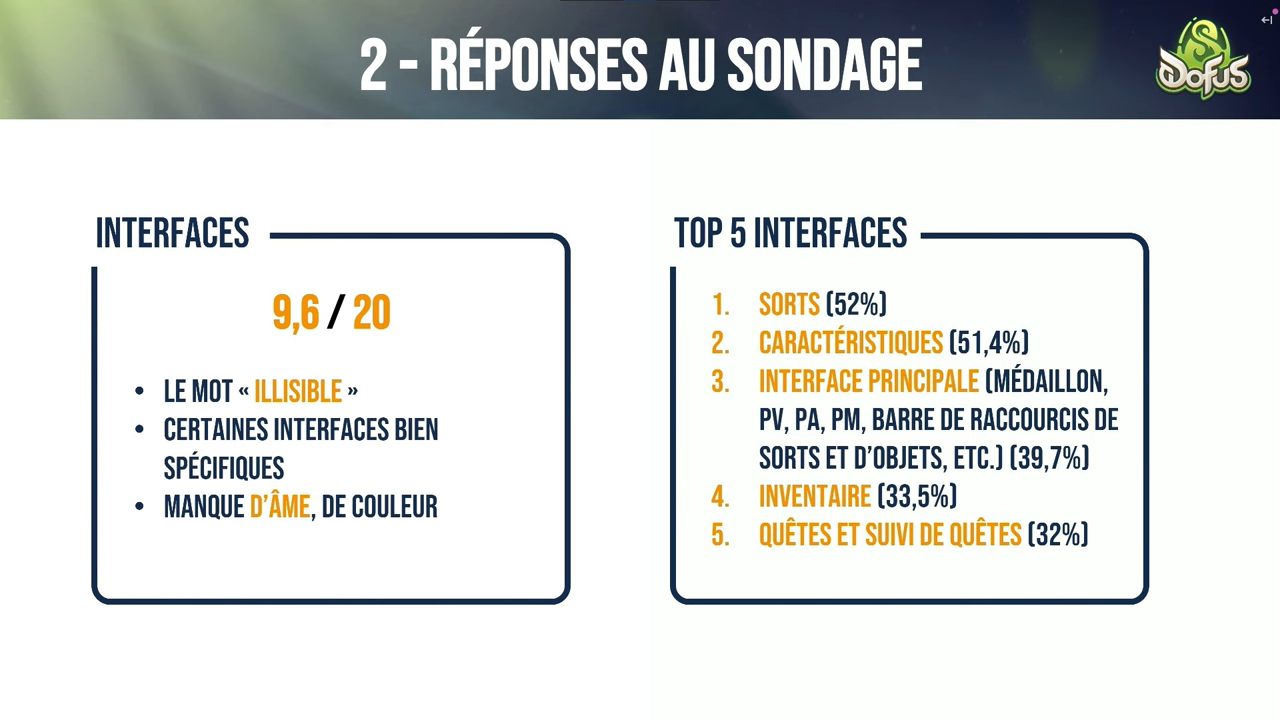 2 - RÉPONSES AU SONDAGE
DOFUS
INTERFACES
9,6 / 20
• LE MOT « ILLISIBLE »
• CERTAINES INTERFACES BIEN
SPÉCIFIQUES
• MANQUE D'ÂME, DE COULEUR
TOP 5 INTERFACES
1. SORTS (52%)
2. CARACTÉRISTIQUES (51,4%)
3. INTERFACE PRINCIPALE (MÉDAILLON,
PV, PA, PM, BARRE DE RACCOURCIS DE
SORTS ET D'OBJETS, ETC.) (39,7%)
4. INVENTAIRE (33,5%)
5. QUÊTES ET SUIVI DE QUÊTES (32%)